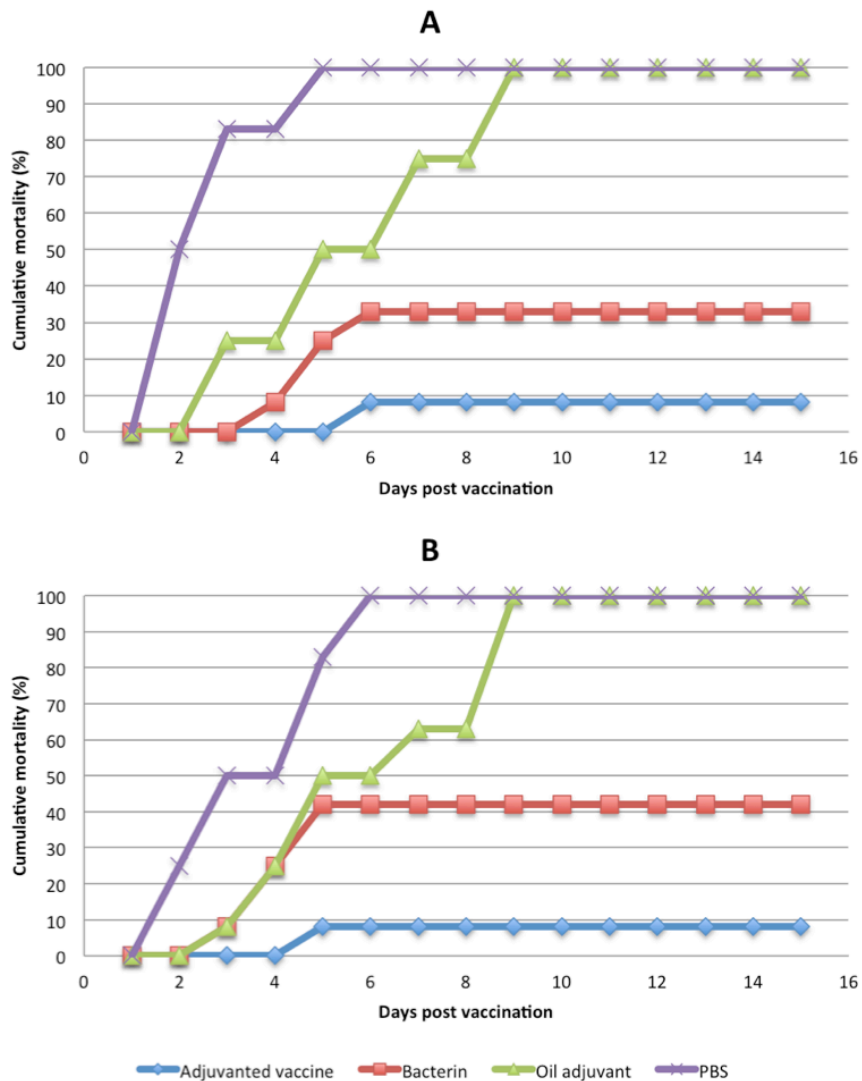 A
100
90
80
70
60
50
40
30
20
10
0
Cumulative mortality (%)
0 2 4 6 8 10 12 14 16
Days post vaccination
B
100
90
80
70
60
50
40
30
20
10
0
Cumulative mortality (%)
0 2 4 6 8 10 12 14 16
Days post vaccination
Adjuvanted vaccine Bacterin Oil adjuvant PBS